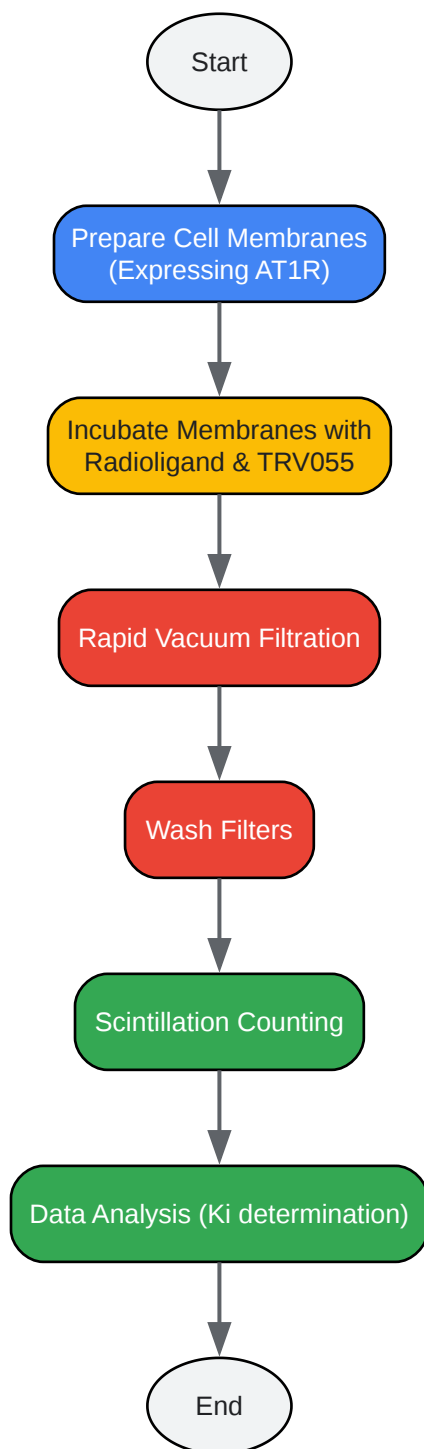 Start
Prepare Cell Membranes
(Expressing AT1R)
Incubate Membranes with
Radioligand & TRV055
Rapid Vacuum Filtration
Wash Filters
Scintillation Counting
Data Analysis (Ki determination)
End